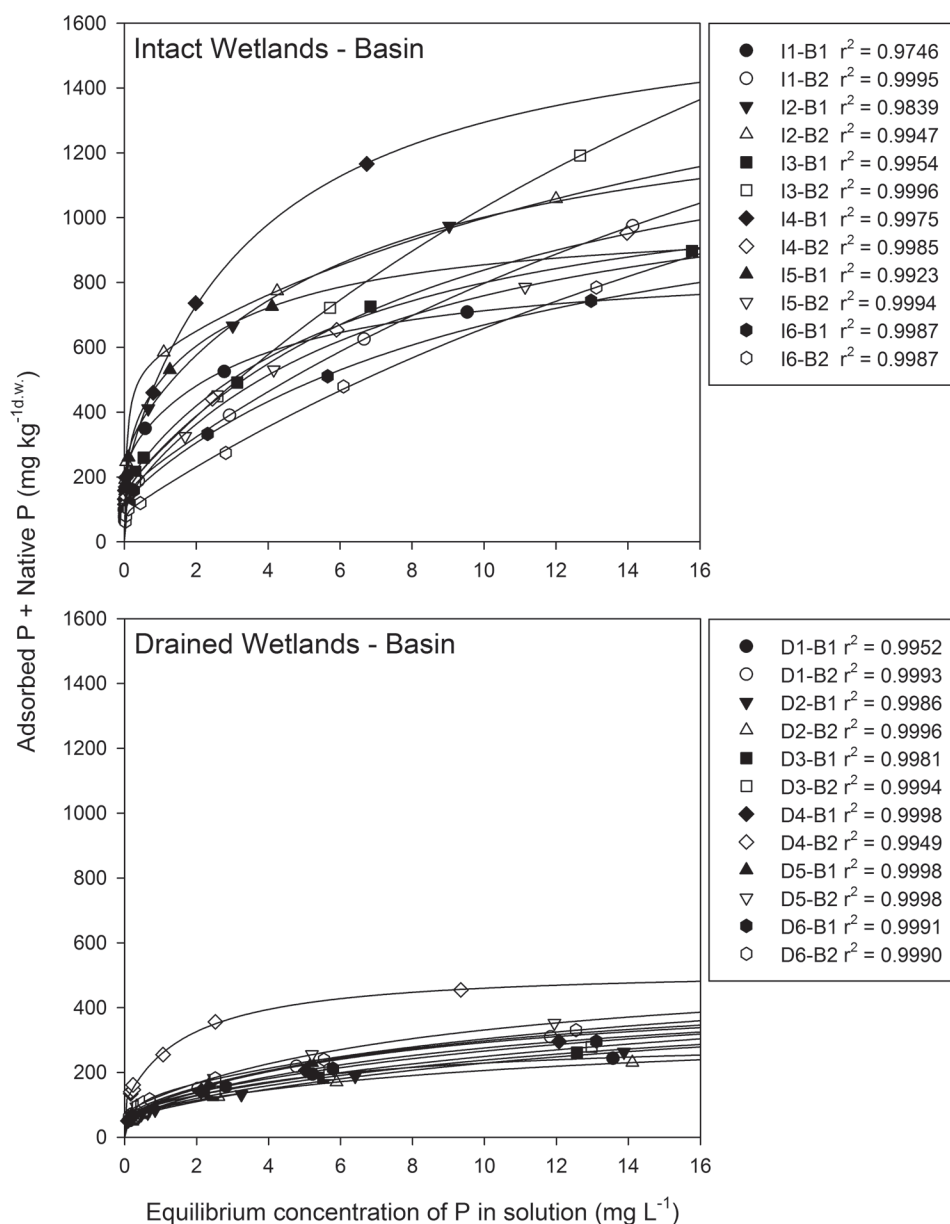 Adsorbed P + Native P (mg kg⁻¹ᵈ·ʷ·)
1600
1400
1200
1000
800
600
400
200
0
Intact Wetlands - Basin
0 2 4 6 8 10 12 14 16
I1-B1 r² = 0.9746
I1-B2 r² = 0.9995
I2-B1 r² = 0.9839
I2-B2 r² = 0.9947
I3-B1 r² = 0.9954
I3-B2 r² = 0.9996
I4-B1 r² = 0.9975
I4-B2 r² = 0.9985
I5-B1 r² = 0.9923
I5-B2 r² = 0.9994
I6-B1 r² = 0.9987
I6-B2 r² = 0.9987
1600
1400
1200
1000
800
600
400
200
0
Drained Wetlands - Basin
0 2 4 6 8 10 12 14 16
D1-B1 r² = 0.9952
D1-B2 r² = 0.9993
D2-B1 r² = 0.9986
D2-B2 r² = 0.9996
D3-B1 r² = 0.9981
D3-B2 r² = 0.9994
D4-B1 r² = 0.9998
D4-B2 r² = 0.9949
D5-B1 r² = 0.9998
D5-B2 r² = 0.9998
D6-B1 r² = 0.9991
D6-B2 r² = 0.9990
Equilibrium concentration of P in solution (mg L⁻¹)